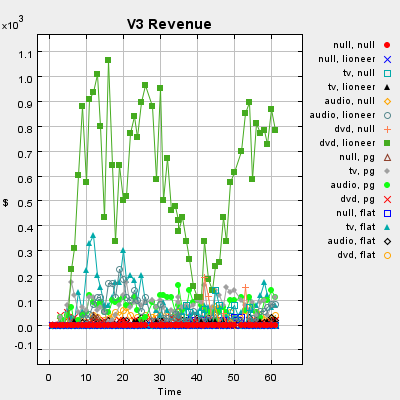 V3 Revenue
x10³
1.1
1.0
0.9
0.8
0.7
0.6
0.5
0.4
0.3
0.2
0.1
0.0
-0.1
$
0 10 20 30 40 50 60
Time
null, null
null, lioneer
tv, null
tv, lioneer
audio, null
audio, lioneer
dvd, null
dvd, lioneer
null, pg
tv, pg
audio, pg
dvd, pg
null, flat
tv, flat
audio, flat
dvd, flat